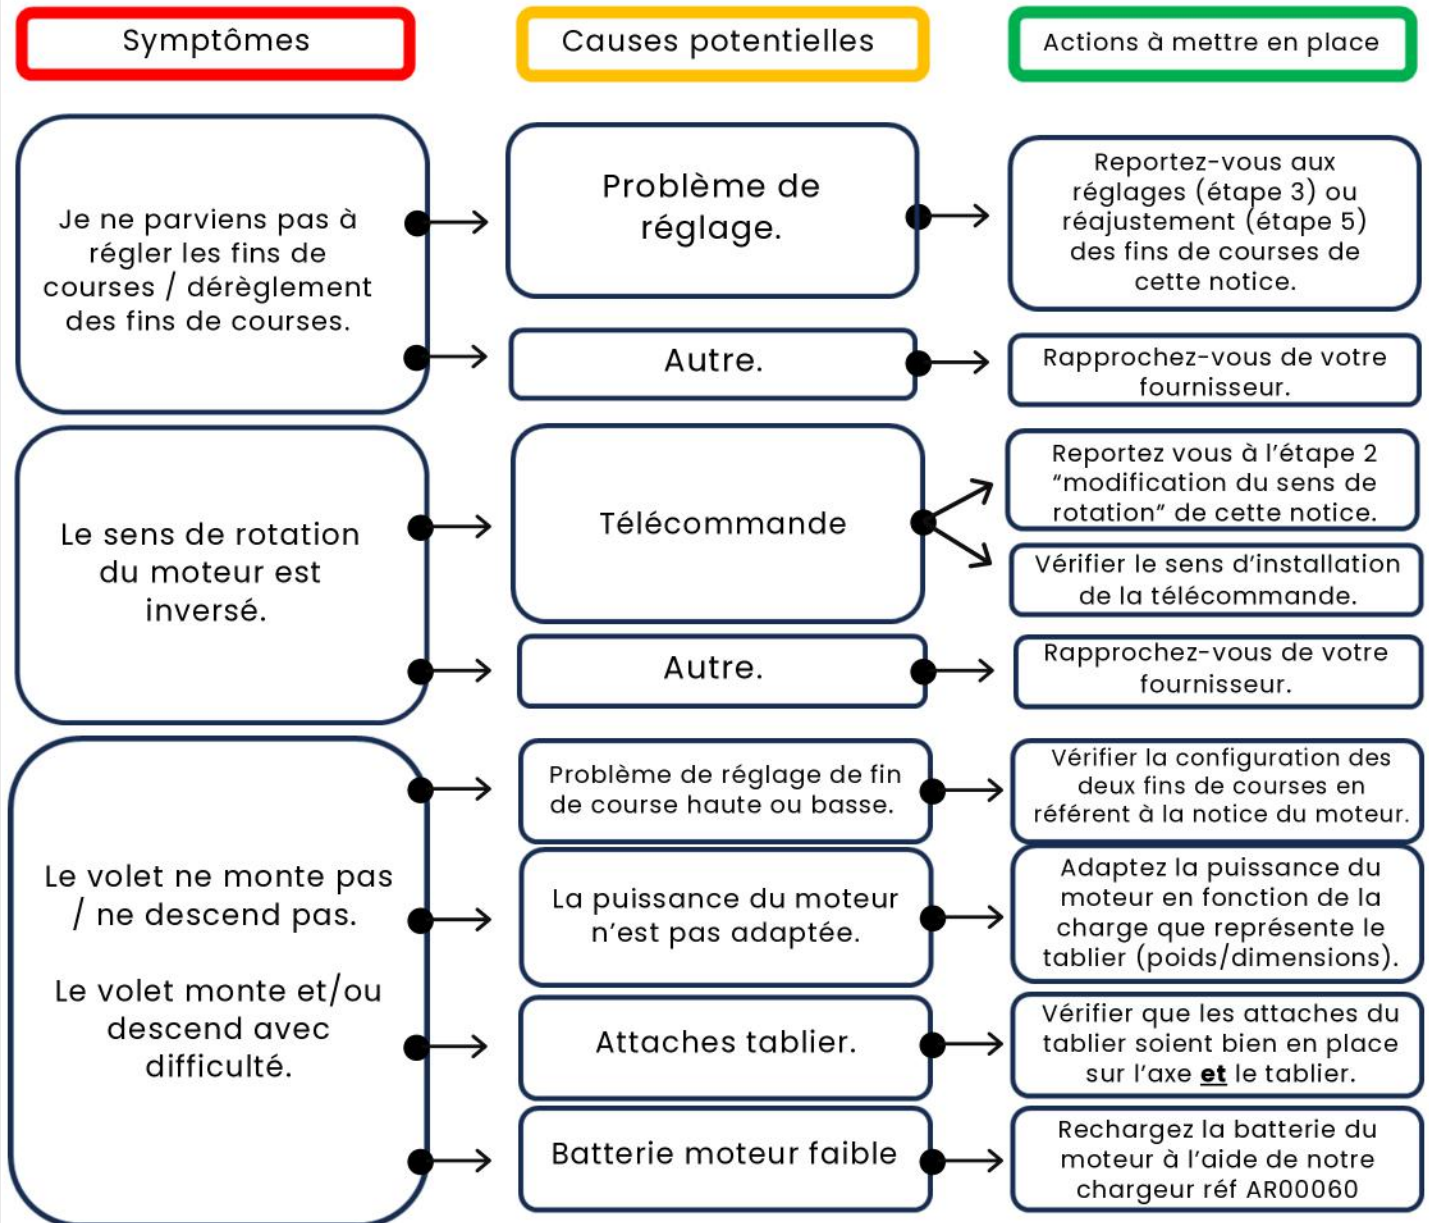 Symptômes
Causes potentielles
Actions à mettre en place
Je ne parviens pas à
régler les fins de
courses / dérèglement
des fins de courses.
Problème de
réglage.
Reportez-vous aux
réglages (étape 3) ou
réajustement (étape 5)
des fins de courses de
cette notice.
Autre.
Rapprochez-vous de votre
fournisseur.
Le sens de rotation
du moteur est
inversé.
Télécommande
Reportez vous à l'étape 2
"modification du sens de
rotation" de cette notice.
Vérifier le sens d'installation
de la télécommande.
Autre.
Rapprochez-vous de votre
fournisseur.
Le volet ne monte pas
/ ne descend pas.
Le volet monte et/ou
descend avec
difficulté.
Problème de réglage de fin
de course haute ou basse.
Vérifier la configuration des
deux fins de courses en
référent à la notice du moteur.
La puissance du moteur
n'est pas adaptée.
Adaptez la puissance du
moteur en fonction de la
charge que représente le
tablier (poids/dimensions).
Attaches tablier.
Vérifier que les attaches du
tablier soient bien en place
sur l'axe et le tablier.
Batterie moteur faible
Rechargez la batterie du
moteur à l'aide de notre
chargeur réf AR00060